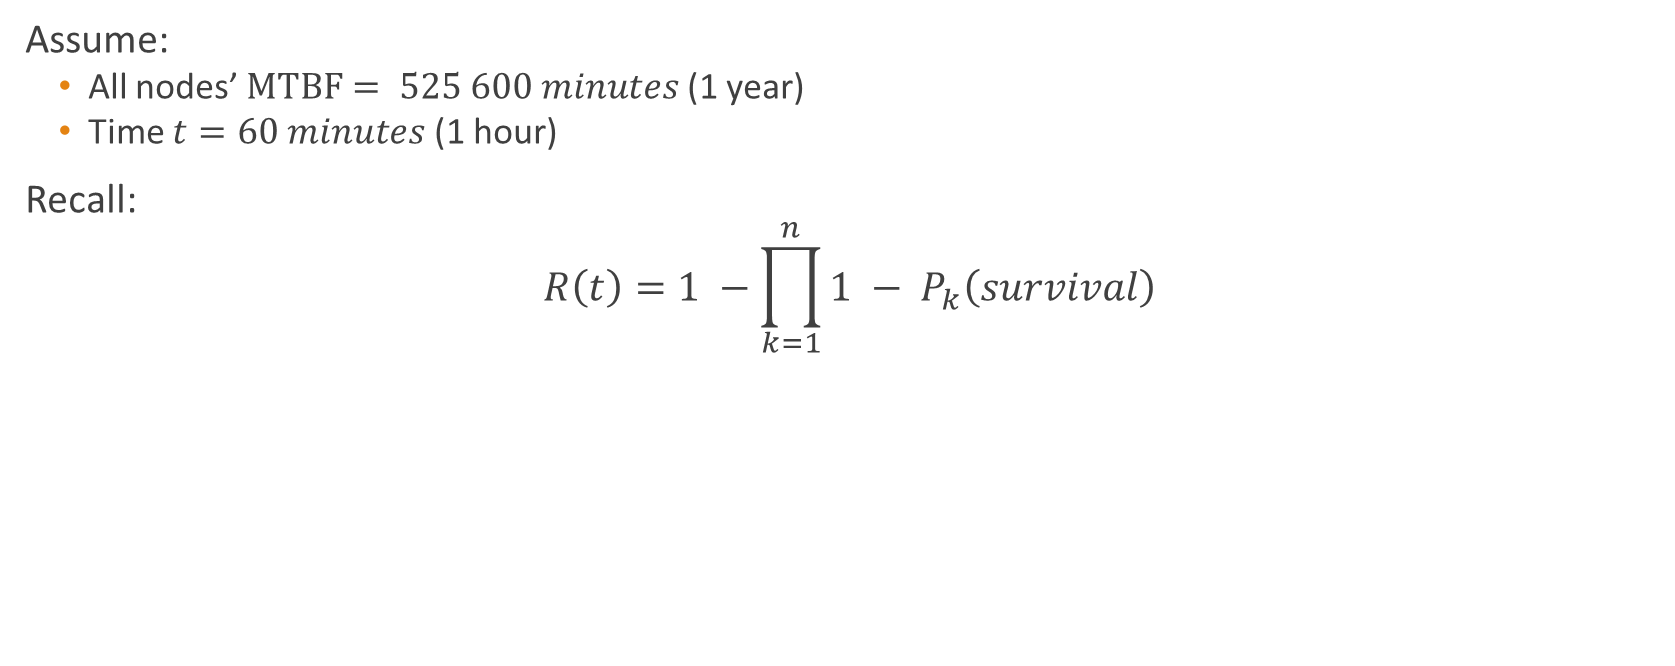 Assume:
• All nodes’ MTBF = 525 600 minutes (1 year)
• Time t = 60 minutes (1 hour)
Recall:
n
R(t) = 1 − ∏ 1 − Pₖ(survival)
k=1